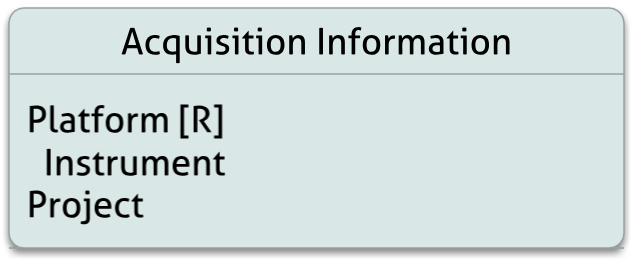 Acquisition Information
Platform [R]
Instrument
Project